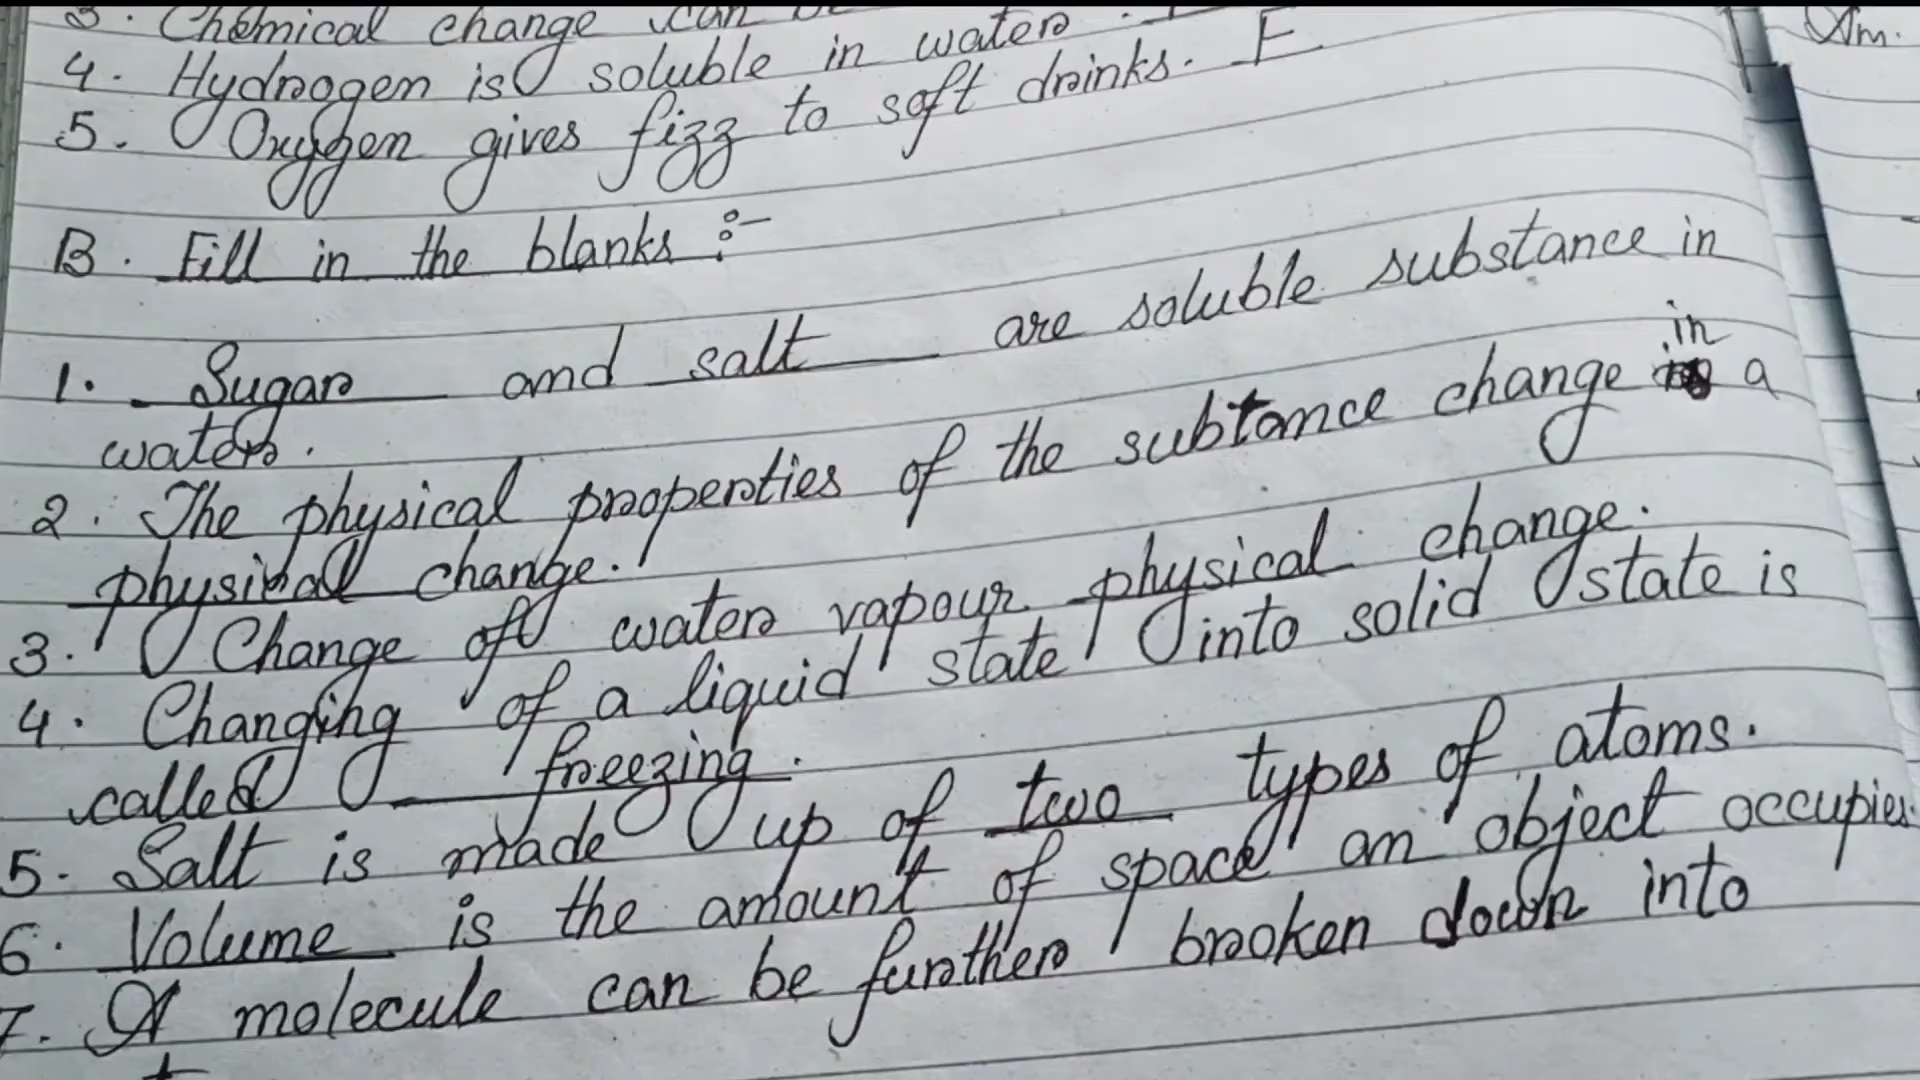 3. Chemical change can
4. Hydrogen is soluble in water.
5. Oxygen gives fizz to soft drinks. F
B. Fill in the blanks :-
1. Sugar and salt are soluble substance in
water.
2. The physical properties of the subtance change in a
physical change.
3. Change of water vapour physical change.
4. Changing of a liquid state into solid state is
called freezing.
5. Salt is made up of two types of atoms.
6. Volume is the amount of space an object occupies
7. A molecule can be further broken down into